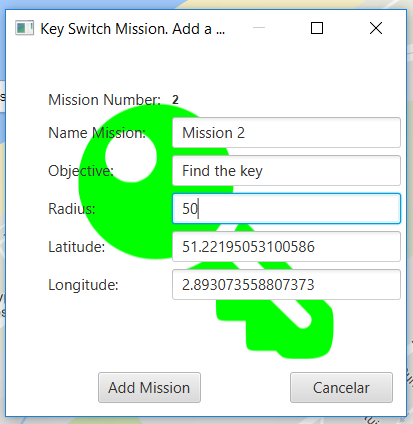 Key Switch Mission. Add a ...
Mission Number: 2
Name Mission: Mission 2
Objective: Find the key
Radius: 50
Latitude: 51.22195053100586
Longitude: 2.893073558807373
Add Mission Cancelar